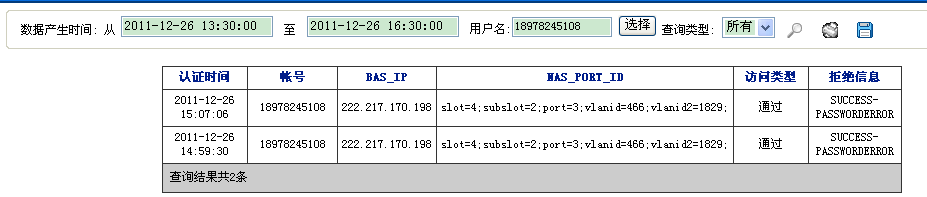 数据产生时间: 从 2011-12-26 13:30:00 至 2011-12-26 16:30:00 用户名: 18978245108 选择 查询类型: 所有
认证时间 帐号 BAS_IP NAS_PORT_ID 访问类型 拒绝信息
2011-12-26 15:07:06 18978245108 222.217.170.198 slot=4;subslot=2;port=3;vlanid=466;vlanid2=1829; 通过 SUCCESS-PASSWORDERROR
2011-12-26 14:59:30 18978245108 222.217.170.198 slot=4;subslot=2;port=3;vlanid=466;vlanid2=1829; 通过 SUCCESS-PASSWORDERROR
查询结果共2条